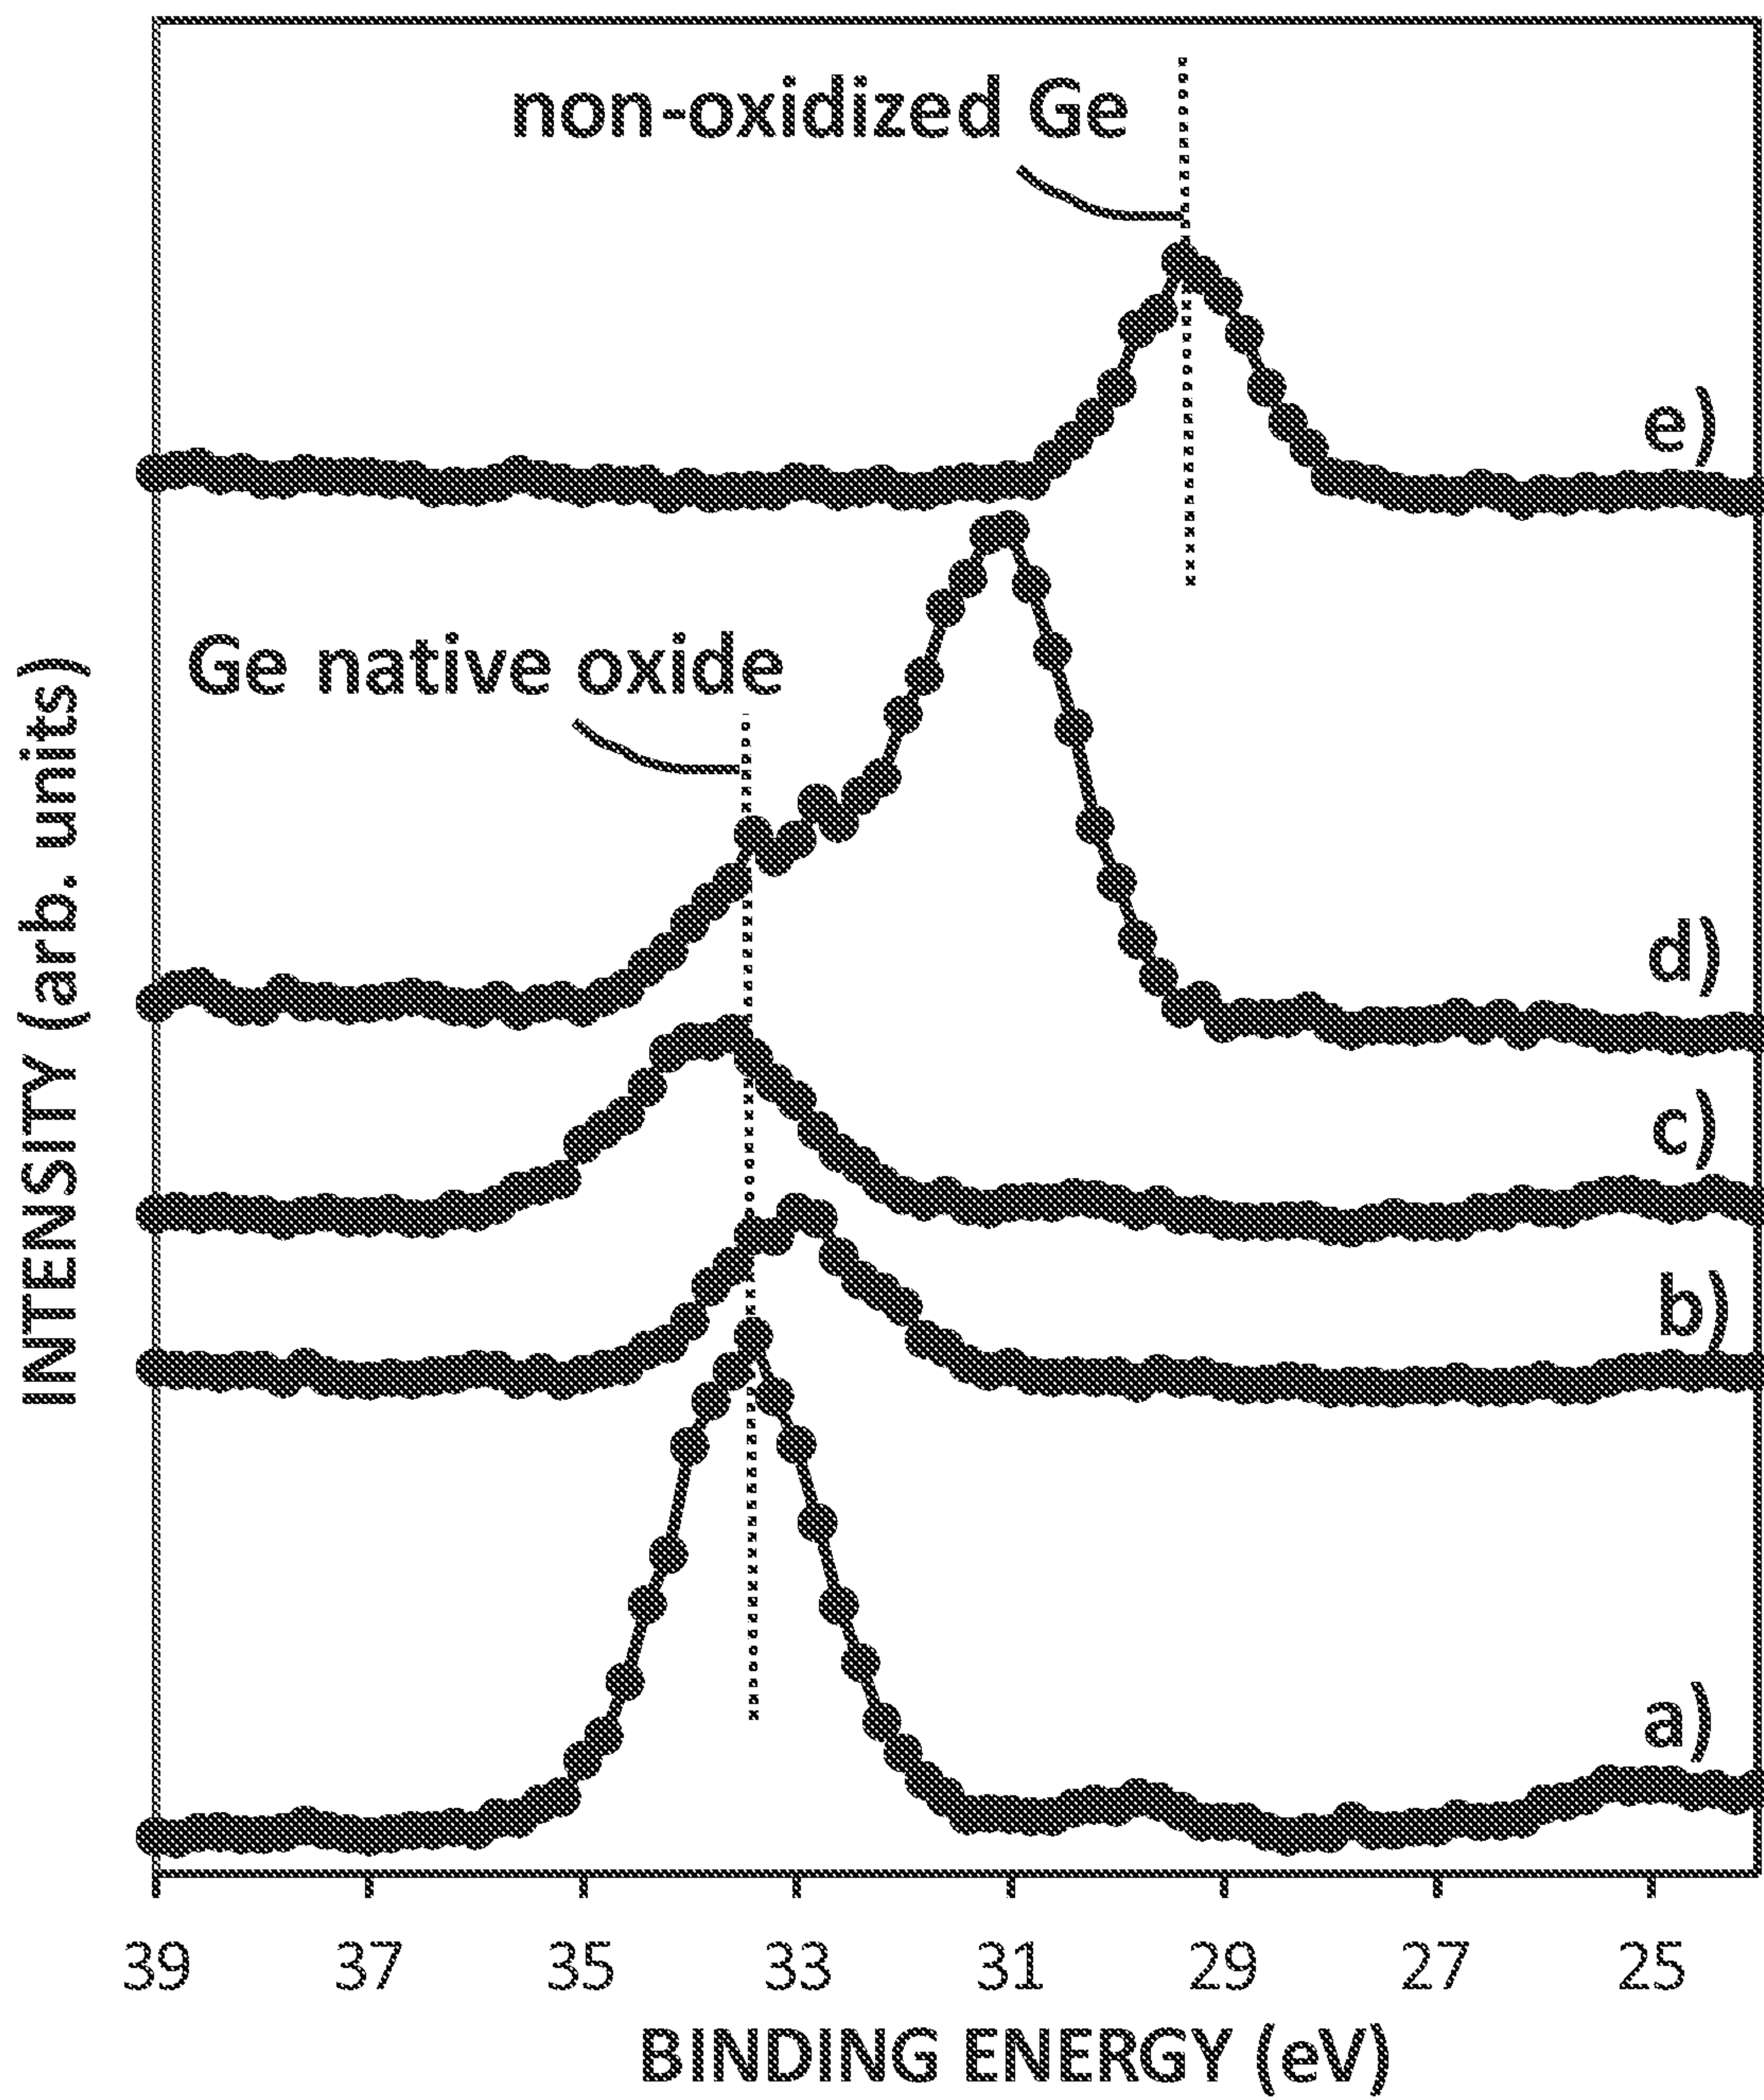 non-oxidized Ge
e)
Ge native oxide
d)
c)
b)
a)
INTENSITY (arb. units)
39 37 35 33 31 29 27 25
BINDING ENERGY (eV)